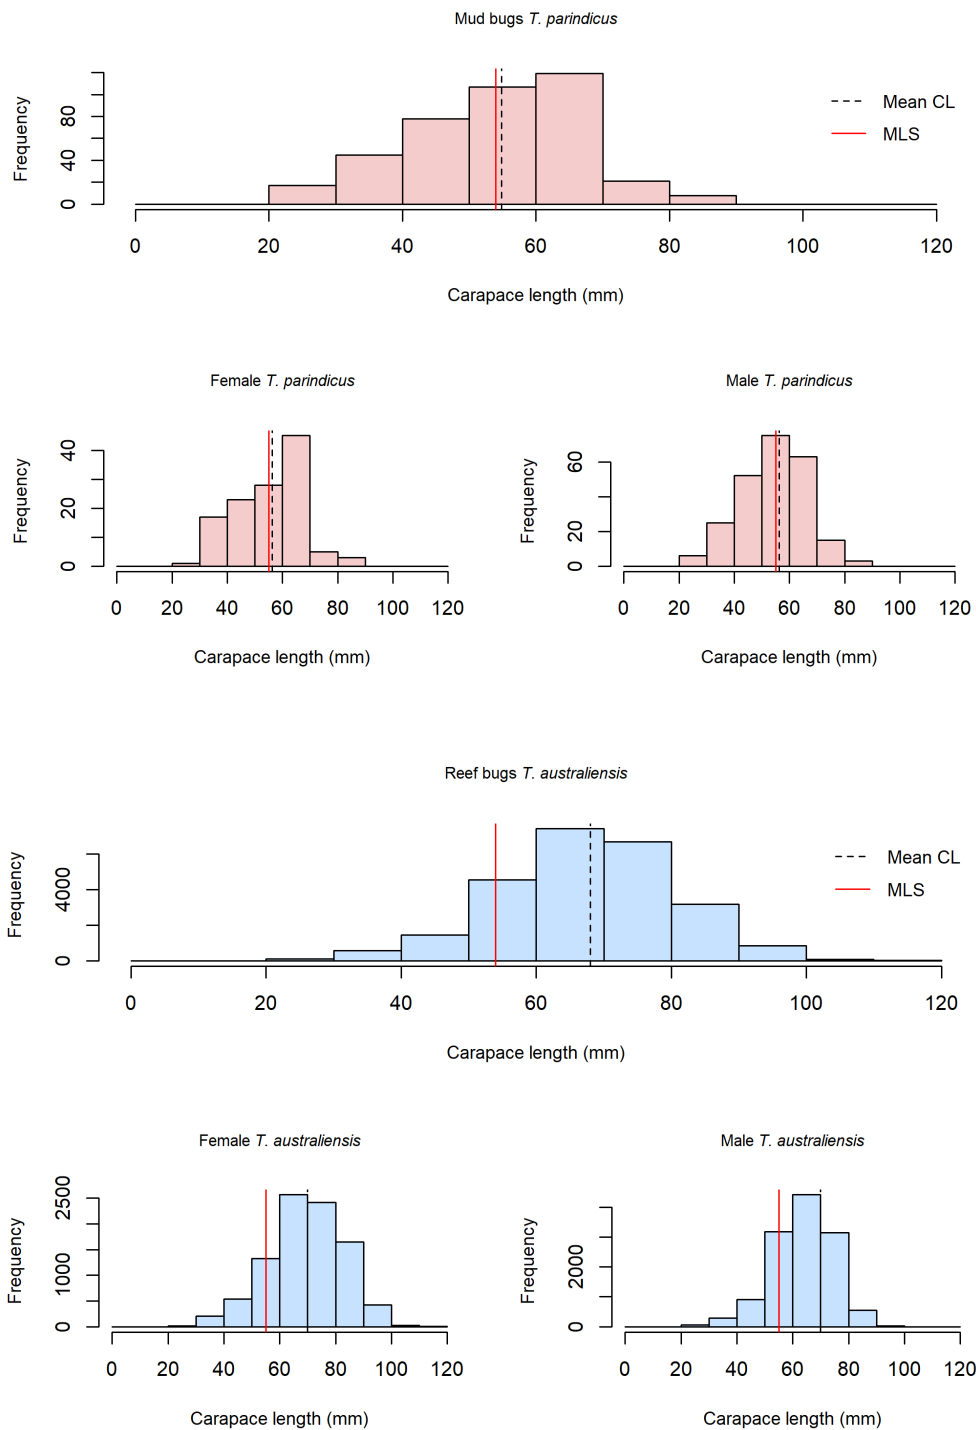 Mud bugs T. parindicus
Frequency
80
40
0
Mean CL
MLS
0 20 40 60 80 100 120
Carapace length (mm)
Female T. parindicus
Frequency
40
20
0
0 20 40 60 80 100 120
Carapace length (mm)
Male T. parindicus
Frequency
60
20
0
0 20 40 60 80 100 120
Carapace length (mm)
Reef bugs T. australiensis
Frequency
4000
0
Mean CL
MLS
0 20 40 60 80 100 120
Carapace length (mm)
Female T. australiensis
Frequency
2500
1000
0
0 20 40 60 80 100 120
Carapace length (mm)
Male T. australiensis
Frequency
2000
0
0 20 40 60 80 100 120
Carapace length (mm)